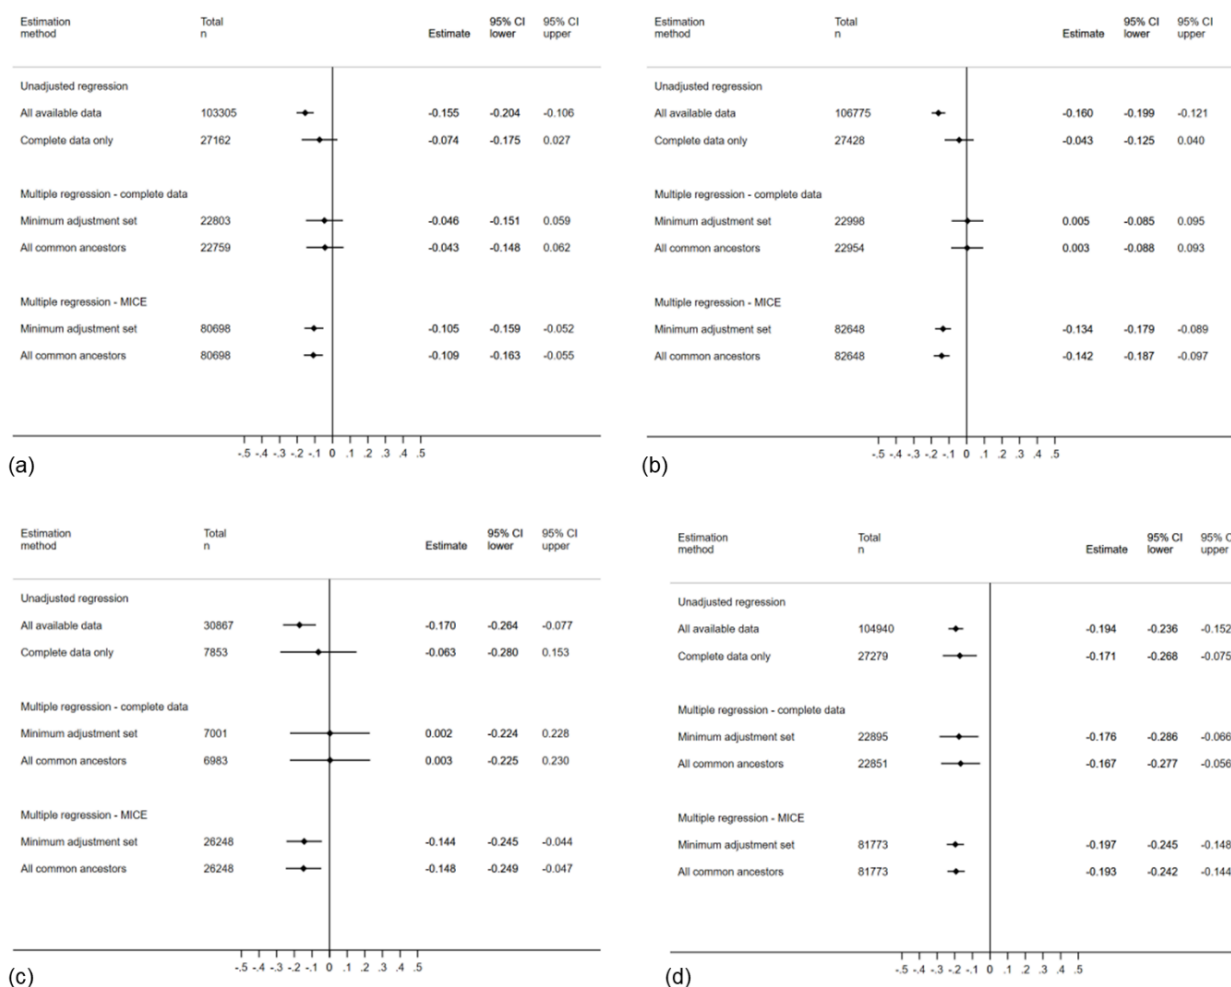 Estimation Total 95% CI 95% CI
method n Estimate lower upper
Unadjusted regression
All available data 103305 -0.155 -0.204 -0.106
Complete data only 27162 -0.074 -0.175 0.027
Multiple regression - complete data
Minimum adjustment set 22803 -0.046 -0.151 0.059
All common ancestors 22759 -0.043 -0.148 0.062
Multiple regression - MICE
Minimum adjustment set 80698 -0.105 -0.159 -0.052
All common ancestors 80698 -0.109 -0.163 -0.055
-.5 -.4 -.3 -.2 -.1 0 .1 .2 .3 .4 .5
(a)
Estimation Total 95% CI 95% CI
method n Estimate lower upper
Unadjusted regression
All available data 106775 -0.160 -0.199 -0.121
Complete data only 27428 -0.043 -0.125 0.040
Multiple regression - complete data
Minimum adjustment set 22998 0.005 -0.085 0.095
All common ancestors 22954 0.003 -0.088 0.093
Multiple regression - MICE
Minimum adjustment set 82648 -0.134 -0.179 -0.089
All common ancestors 82648 -0.142 -0.187 -0.097
-.5 -.4 -.3 -.2 -.1 0 .1 .2 .3 .4 .5
(b)
Estimation Total 95% CI 95% CI
method n Estimate lower upper
Unadjusted regression
All available data 30867 -0.170 -0.264 -0.077
Complete data only 7853 -0.063 -0.280 0.153
Multiple regression - complete data
Minimum adjustment set 7001 0.002 -0.224 0.228
All common ancestors 6983 0.003 -0.225 0.230
Multiple regression - MICE
Minimum adjustment set 26248 -0.144 -0.245 -0.044
All common ancestors 26248 -0.148 -0.249 -0.047
-.5 -.4 -.3 -.2 -.1 0 .1 .2 .3 .4 .5
(c)
Estimation Total 95% CI 95% C
method n Estimate lower upper
Unadjusted regression
All available data 104940 -0.194 -0.236 -0.152
Complete data only 27279 -0.171 -0.268 -0.075
Multiple regression - complete data
Minimum adjustment set 22895 -0.176 -0.286 -0.066
All common ancestors 22851 -0.167 -0.277 -0.056
Multiple regression - MICE
Minimum adjustment set 81773 -0.197 -0.245 -0.148
All common ancestors 81773 -0.193 -0.242 -0.144
-.5 -.4 -.3 -.2 -.1 0 .1 .2 .3 .4 .5
(d)